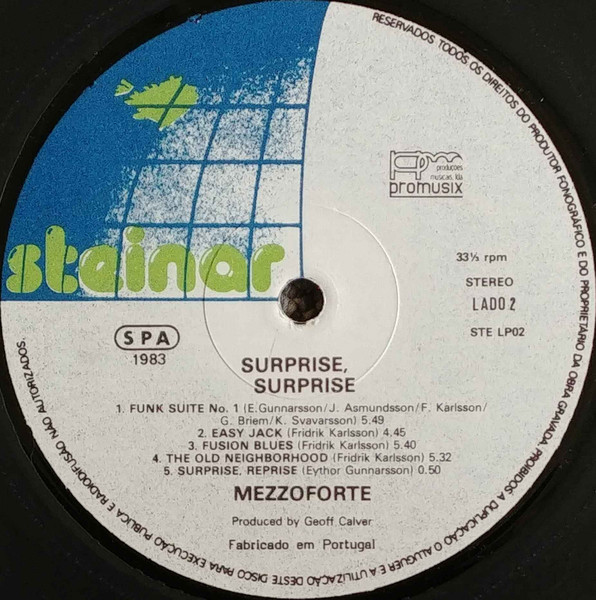 RESERVADOS TODOS OS DIREITOS DO PRODUTOR FONOGRÁFICO E DO PROPRIETÁRIO DA OBRA GRAVADA. PROIBIDOS A DUPLICAÇÃO O ALUGUER E A UTILIZAÇÃO DESTE DISCO PARA EXECUÇÃO PÚBLICA E RADIODIFUSÃO NÃO AUTORIZADOS.
steinar
produções
musicais, lda
promusix
33⅓ rpm
STEREO
LADO 2
STE LP02
SPA
1983
SURPRISE,
SURPRISE
1. FUNK SUITE No. 1 (E.Gunnarsson/J. Asmundsson/F. Karlsson/
G. Briem/K. Svavarsson) 5.49
2. EASY JACK (Fridrik Karlsson) 4.45
3. FUSION BLUES (Fridrik Karlsson) 5.40
4. THE OLD NEIGHBORHOOD (Fridrik Karlsson) 5.32
5. SURPRISE, REPRISE (Eythor Gunnarsson) 0.50
MEZZOFORTE
Produced by Geoff Calver
Fabricado em Portugal